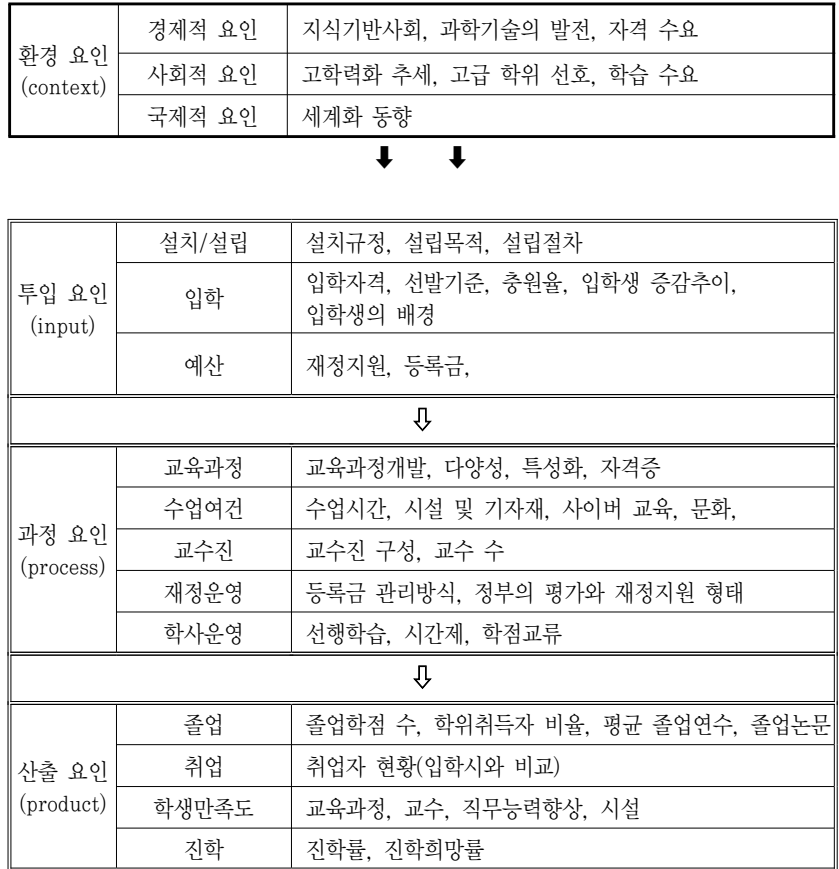 환경 요인
(context)
경제적 요인
지식기반사회, 과학기술의 발전, 자격 수요
사회적 요인
고학력화 추세, 고급 학위 선호, 학습 수요
국제적 요인
세계화 동향
투입 요인
(input)
설치/설립
설치규정, 설립목적, 설립절차
입학
입학자격, 선발기준, 충원율, 입학생 증감추이,
입학생의 배경
예산
재정지원, 등록금,
과정 요인
(process)
교육과정
교육과정개발, 다양성, 특성화, 자격증
수업여건
수업시간, 시설 및 기자재, 사이버 교육, 문화,
교수진
교수진 구성, 교수 수
재정운영
등록금 관리방식, 정부의 평가와 재정지원 형태
학사운영
선행학습, 시간제, 학점교류
산출 요인
(product)
졸업
졸업학점 수, 학위취득자 비율, 평균 졸업연수, 졸업논문
취업
취업자 현황(입학시와 비교)
학생만족도
교육과정, 교수, 직무능력향상, 시설
진학
진학률, 진학희망률